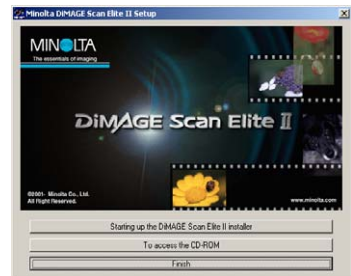 Minolta DiMAGE Scan Elite II Setup
MINOLTA
The essentials of imaging
DiMAGE Scan Elite II
©2001- Minolta Co., Ltd.
All Right Reserved.
www.minolta.com
Starting up the DiMAGE Scan Elite II installer
To access the CD-ROM
Finish